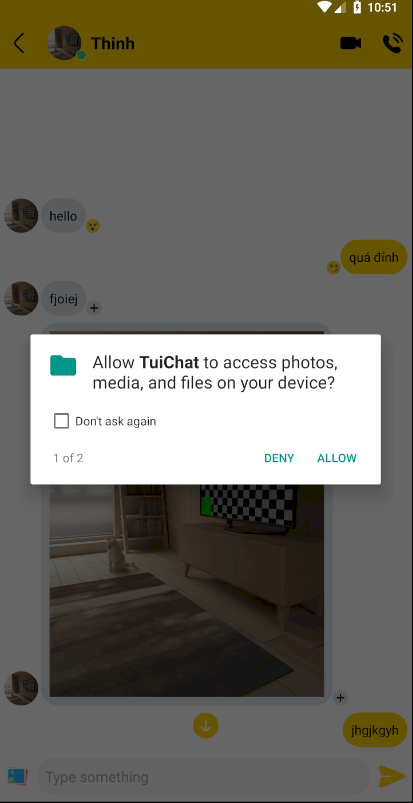 10:51
Thinh
hello
quá đỉnh
fjoiej
Allow TuiChat to access photos,
media, and files on your device?
Don't ask again
1 of 2
DENY
ALLOW
jhgjkgyh
Type something